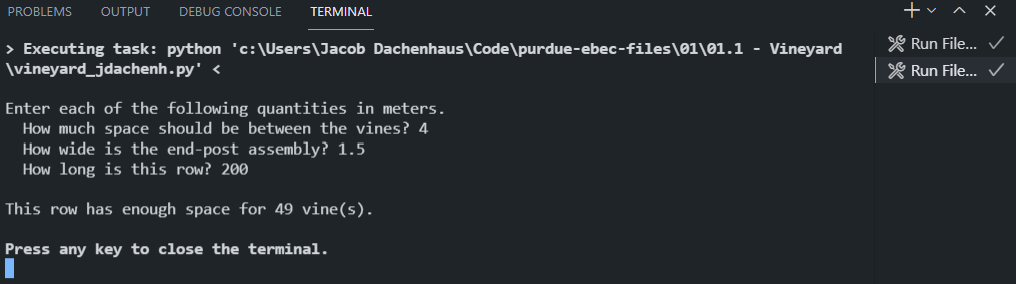 PROBLEMS OUTPUT DEBUG CONSOLE TERMINAL
> Executing task: python 'c:\Users\Jacob Dachenhaus\Code\purdue-ebec-files\01\01.1 - Vineyard
\vineyard_jdachenh.py' <
Run File...
Run File...
Enter each of the following quantities in meters.
How much space should be between the vines? 4
How wide is the end-post assembly? 1.5
How long is this row? 200
This row has enough space for 49 vine(s).
Press any key to close the terminal.